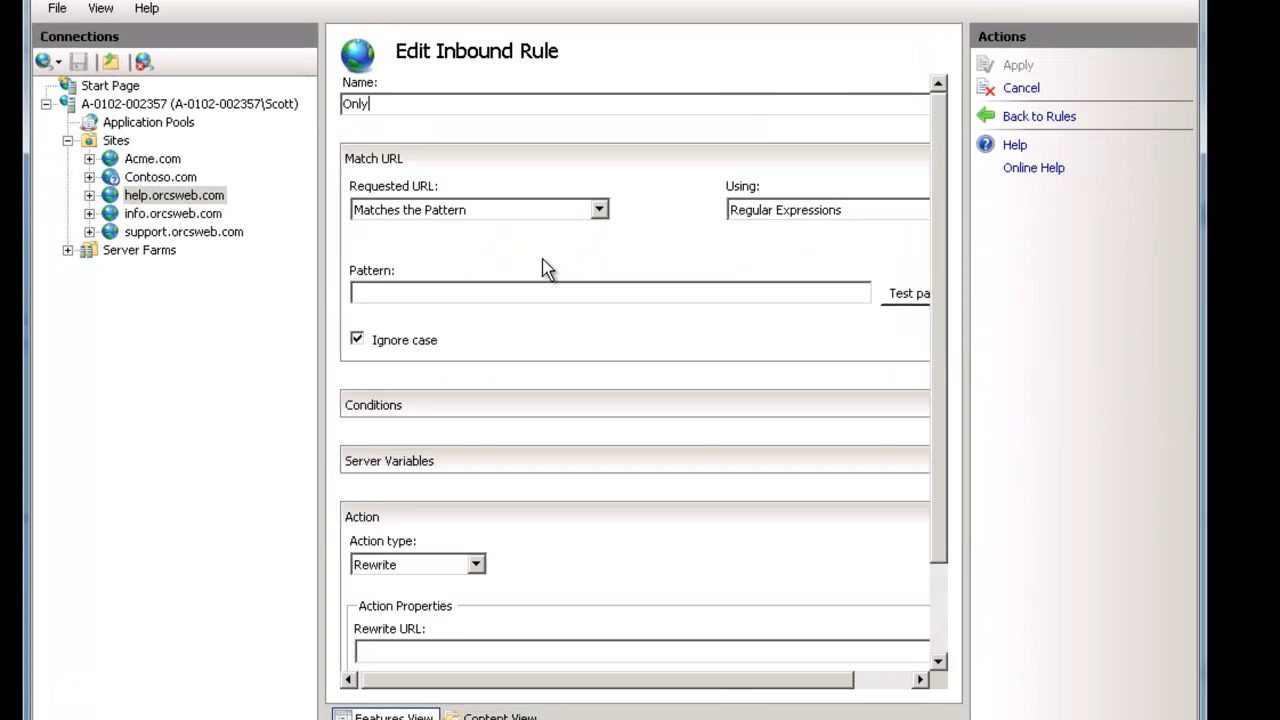 File View Help
Connections
Start Page
A-0102-002357 (A-0102-002357\Scott)
Application Pools
Sites
Acme.com
Contoso.com
help.orcsweb.com
info.orcsweb.com
support.orcsweb.com
Server Farms
Edit Inbound Rule
Name:
Only
Match URL
Requested URL: Using:
Matches the Pattern Regular Expressions
Pattern:
Test pa
Ignore case
Conditions
Server Variables
Action
Action type:
Rewrite
Action Properties
Rewrite URL:
Features View Content View
Actions
Apply
Cancel
Back to Rules
Help
Online Help